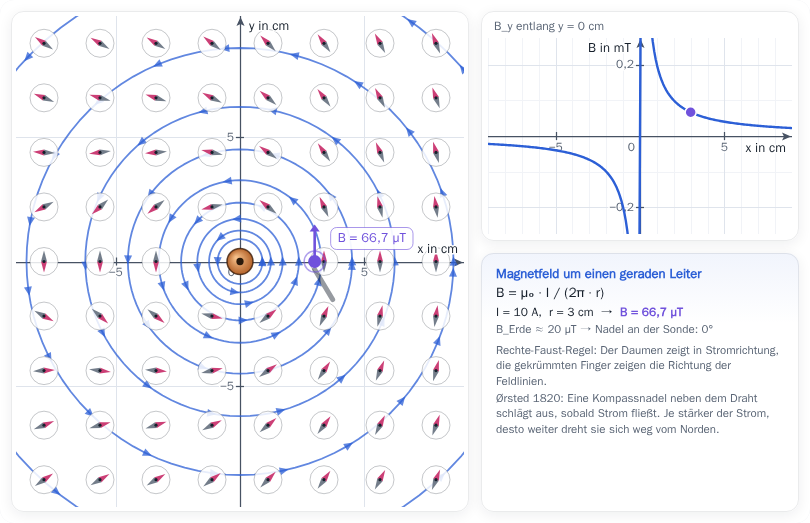 y in cm
5
B = 66,7 μT
x in cm
−5
0
5
−5
B_y entlang y = 0 cm
B in mT
0,2
−5
0
5
x in cm
−0,2
Magnetfeld um einen geraden Leiter
B = μ₀ · I / (2π · r)
I = 10 A, r = 3 cm → B = 66,7 μT
B_Erde ≈ 20 μT → Nadel an der Sonde: 0°
Rechte-Faust-Regel: Der Daumen zeigt in Stromrichtung,
die gekrümmten Finger zeigen die Richtung der
Feldlinien.
Ørsted 1820: Eine Kompassnadel neben dem Draht
schlägt aus, sobald Strom fließt. Je stärker der Strom,
desto weiter dreht sie sich weg vom Norden.